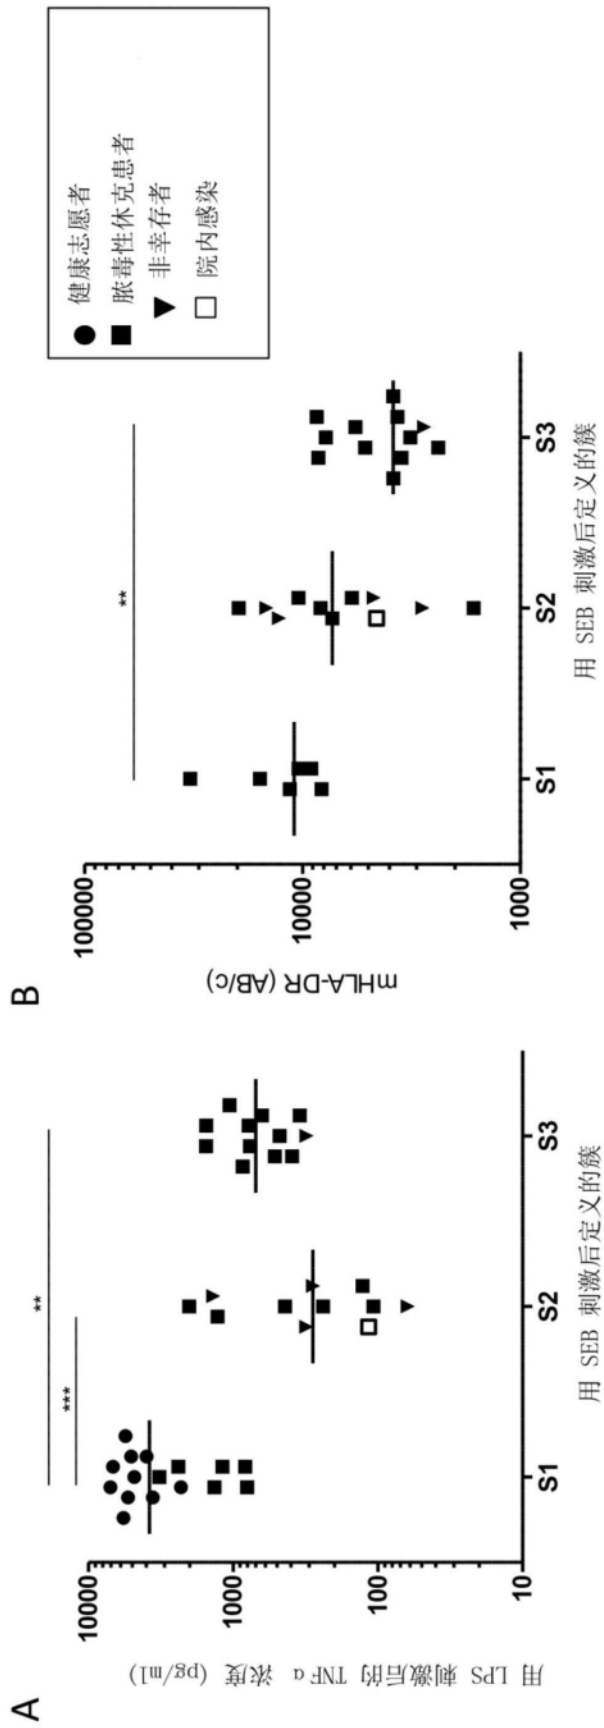 A
用 LPS 刺激后的 TNFα 浓度 (pg/ml)
10000
1000
100
10
***
**
S1
S2
S3
用 SEB 刺激后定义的簇
B
mHLA-DR (AB/c)
100000
10000
1000
**
S1
S2
S3
用 SEB 刺激后定义的簇
健康志愿者
脓毒性休克患者
非幸存者
院内感染